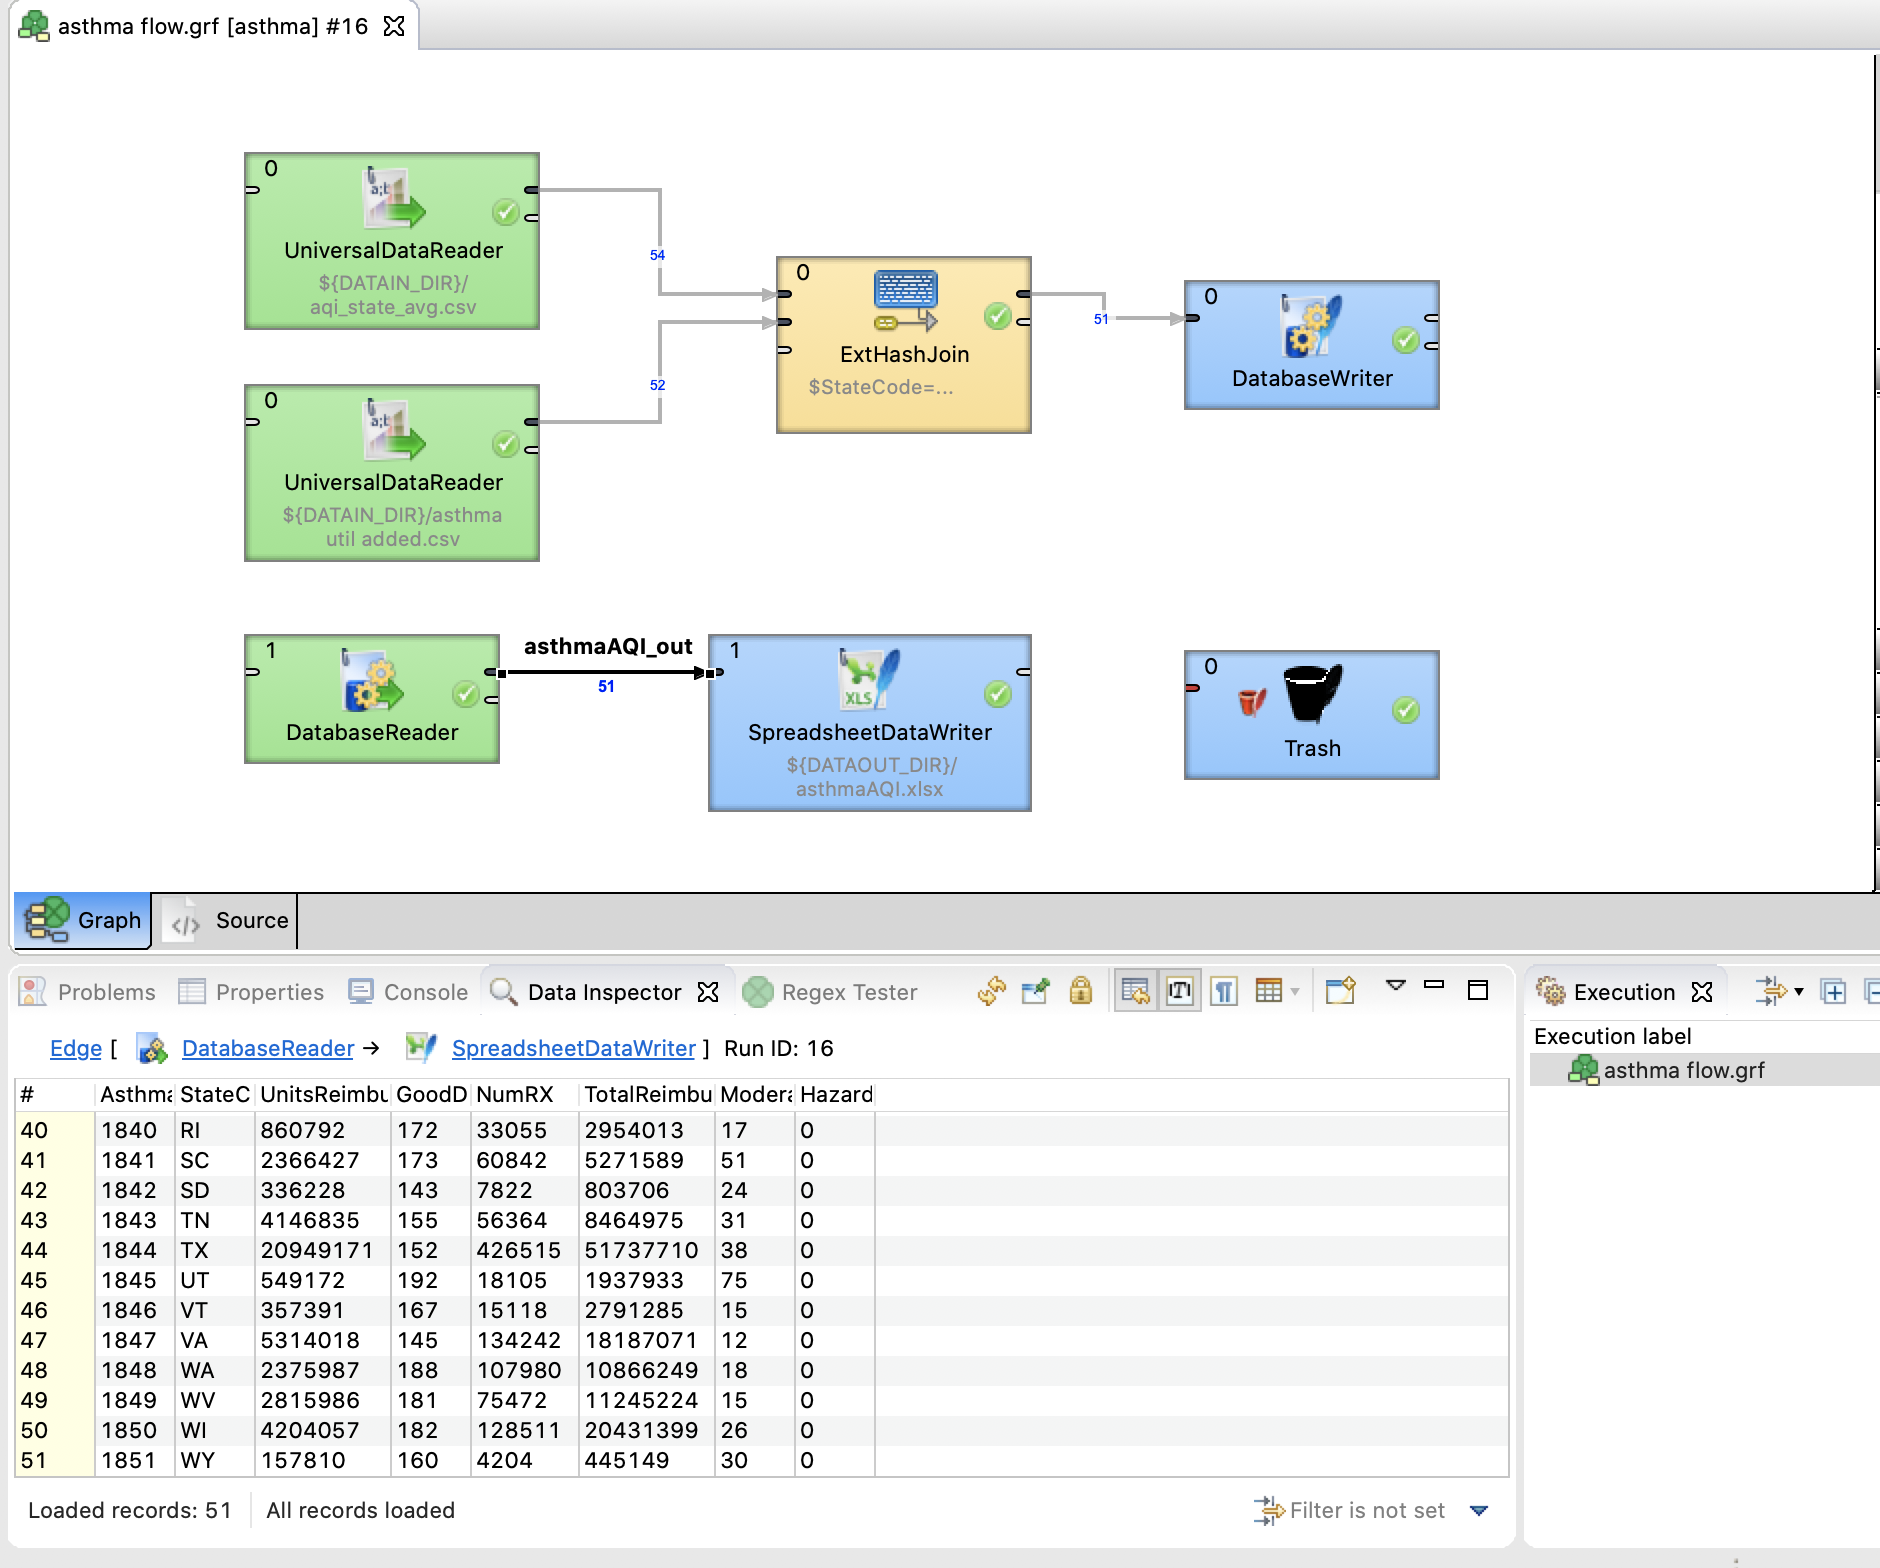 asthma flow.grf [asthma] #16
0
a;b
UniversalDataReader
${DATAIN_DIR}/
aqi_state_avg.csv
54
0
ExtHashJoin
$StateCode=...
51
0
DatabaseWriter
0
a;b
UniversalDataReader
${DATAIN_DIR}/asthma
util added.csv
52
1
DatabaseReader
asthmaAQI_out
51
1
XLS
SpreadsheetDataWriter
${DATAOUT_DIR}/
asthmaAQI.xlsx
0
Trash
Graph </> Source
Problems Properties Console Data Inspector Regex Tester
Edge [ DatabaseReader → SpreadsheetDataWriter ] Run ID: 16
# Asthma StateC UnitsReimbu GoodD NumRX TotalReimbu Modera Hazard
40 1840 RI 860792 172 33055 2954013 17 0
41 1841 SC 2366427 173 60842 5271589 51 0
42 1842 SD 336228 143 7822 803706 24 0
43 1843 TN 4146835 155 56364 8464975 31 0
44 1844 TX 20949171 152 426515 51737710 38 0
45 1845 UT 549172 192 18105 1937933 75 0
46 1846 VT 357391 167 15118 2791285 15 0
47 1847 VA 5314018 145 134242 18187071 12 0
48 1848 WA 2375987 188 107980 10866249 18 0
49 1849 WV 2815986 181 75472 11245224 15 0
50 1850 WI 4204057 182 128511 20431399 26 0
51 1851 WY 157810 160 4204 445149 30 0
Loaded records: 51 All records loaded Filter is not set
Execution
Execution label
asthma flow.grf